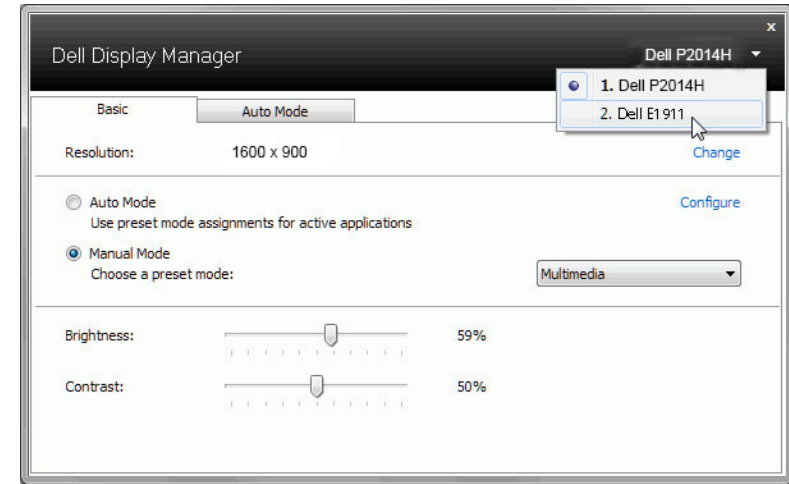 x
Dell Display Manager
Dell P2014H
1. Dell P2014H
2. Dell E1911
Basic
Auto Mode
Resolution:
1600 x 900
Change
Auto Mode
Configure
Use preset mode assignments for active applications
Manual Mode
Choose a preset mode:
Multimedia
Brightness:
59%
Contrast:
50%